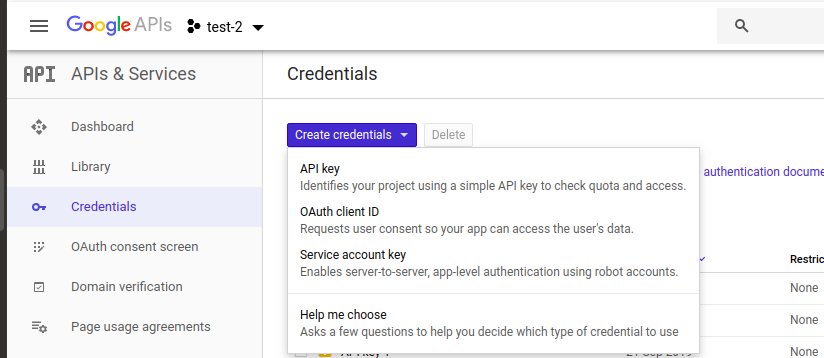 Google APIs test-2
API APIs & Services
Credentials
Dashboard
Library
Credentials
OAuth consent screen
Domain verification
Page usage agreements
Create credentials Delete
API key
Identifies your project using a simple API key to check quota and access.
OAuth client ID
Requests user consent so your app can access the user's data.
Service account key
Enables server-to-server, app-level authentication using robot accounts.
Help me choose
Asks a few questions to help you decide which type of credential to use
authentication docume
Restric
None
None
None